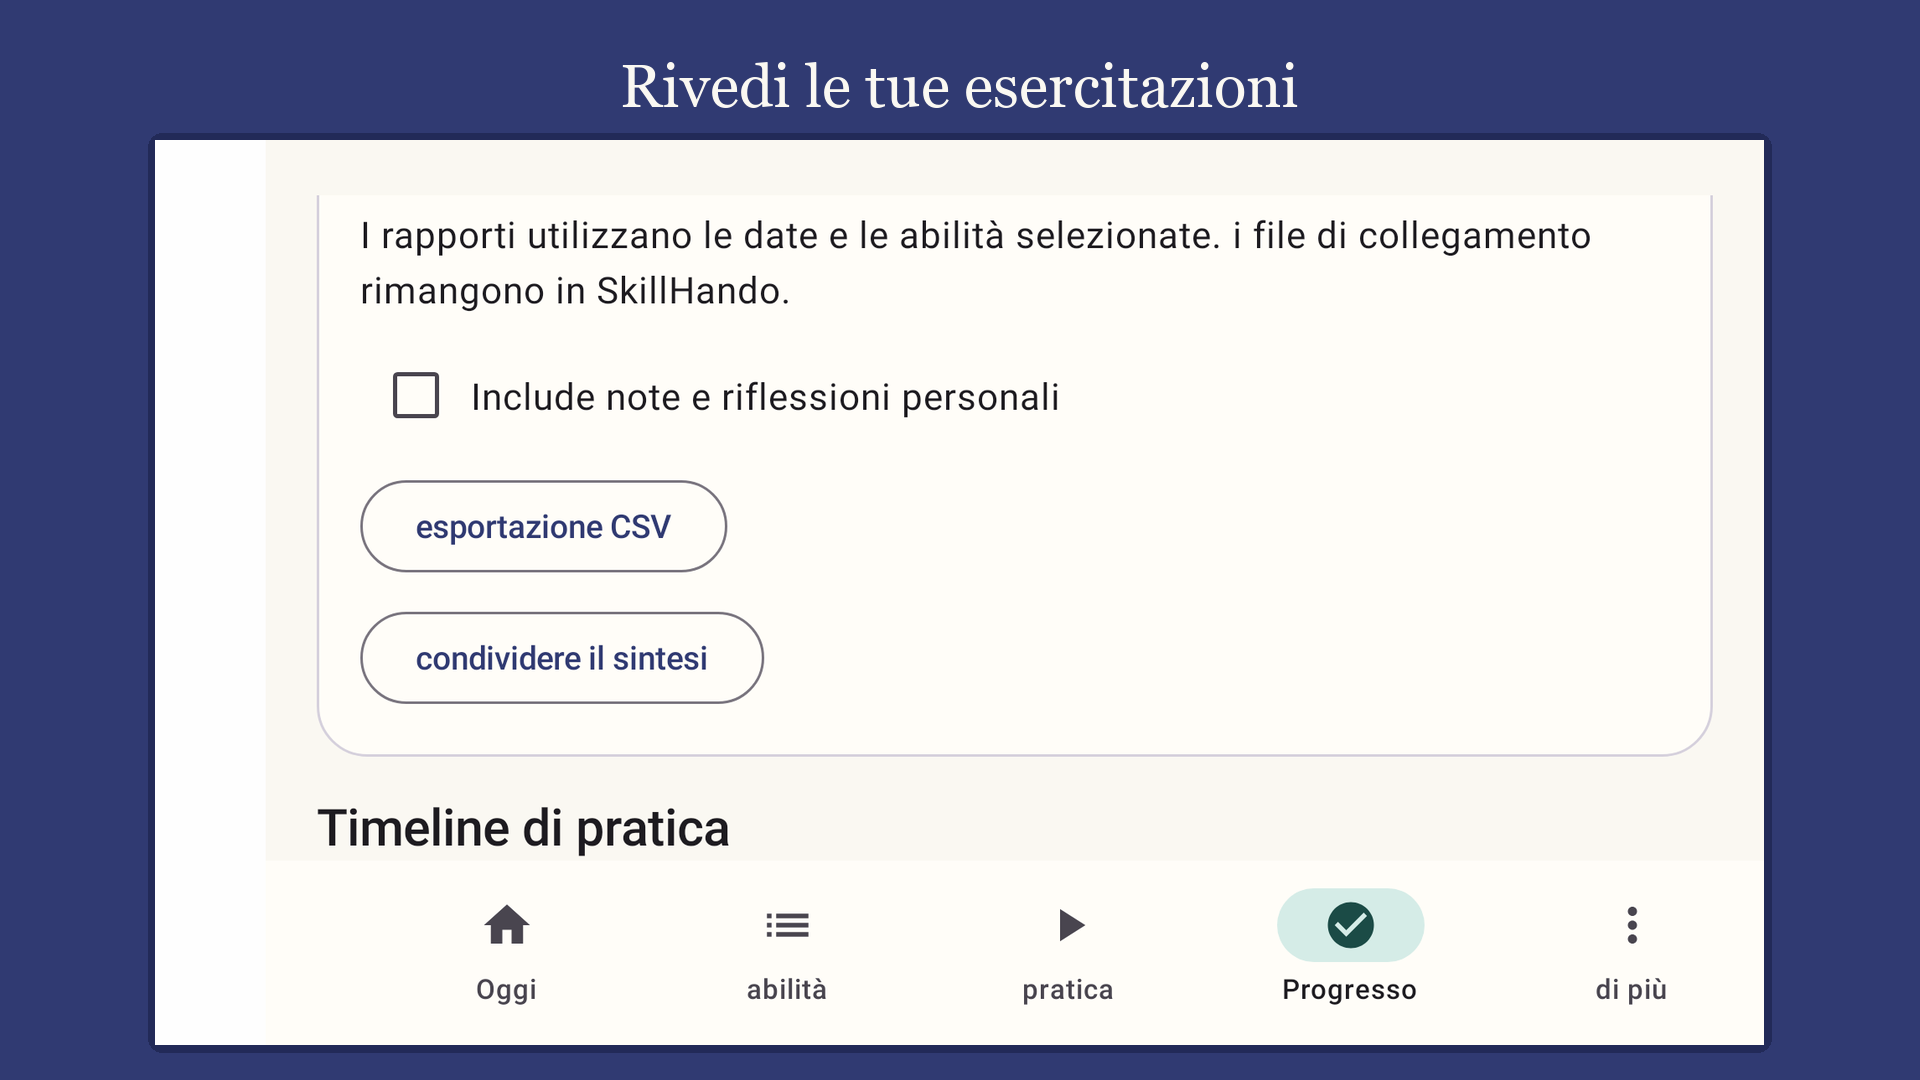 Rivedi le tue esercitazioni
I rapporti utilizzano le date e le abilità selezionate. i file di collegamento
rimangono in SkillHando.
Include note e riflessioni personali
esportazione CSV
condividere il sintesi
Timeline di pratica
Oggi
abilità
pratica
Progresso
di più